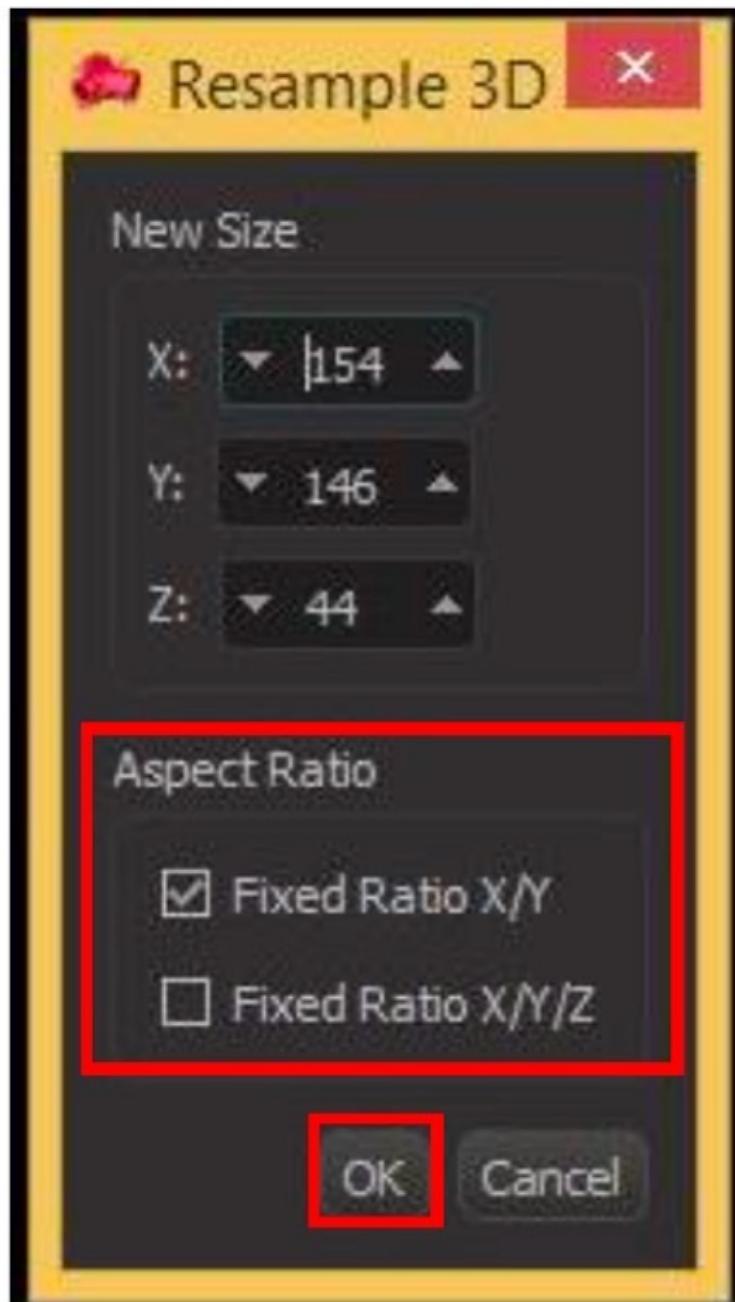 Resample 3D
New Size
X: 154
Y: 146
Z: 44
Aspect Ratio
Fixed Ratio X/Y
Fixed Ratio X/Y/Z
OK Cancel